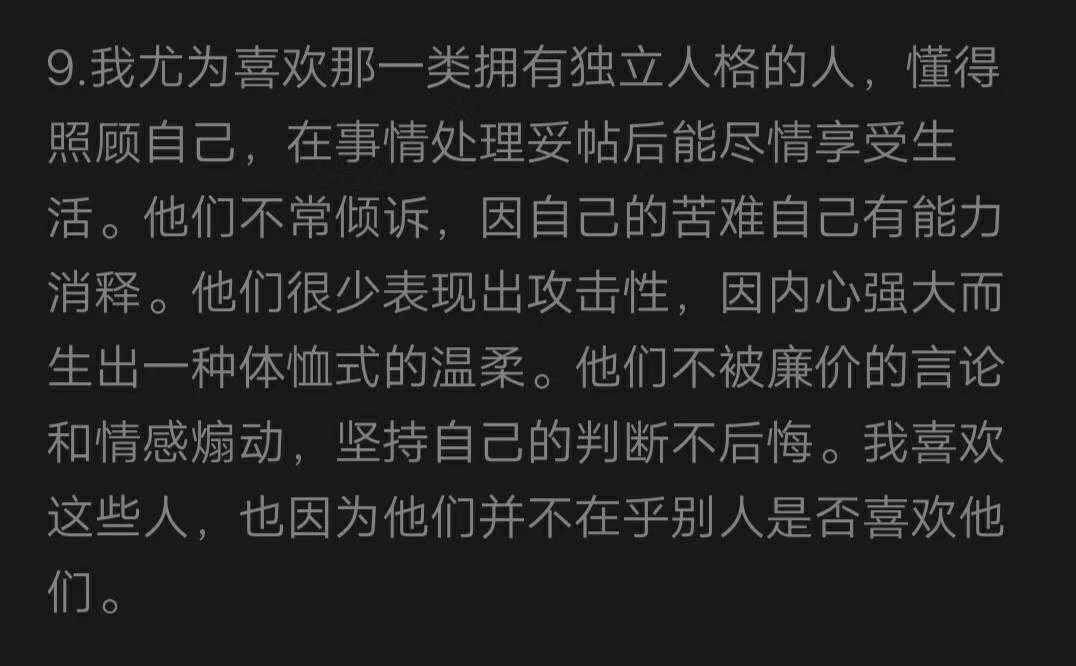 9.我尤为喜欢那一类拥有独立人格的人，懂得
照顾自己，在事情处理妥帖后能尽情享受生
活。他们不常倾诉，因自己的苦难自己有能力
消释。他们很少表现出攻击性，因内心强大而
生出一种体恤式的温柔。他们不被廉价的言论
和情感煽动，坚持自己的判断不后悔。我喜欢
这些人，也因为他们并不在乎别人是否喜欢他
们。